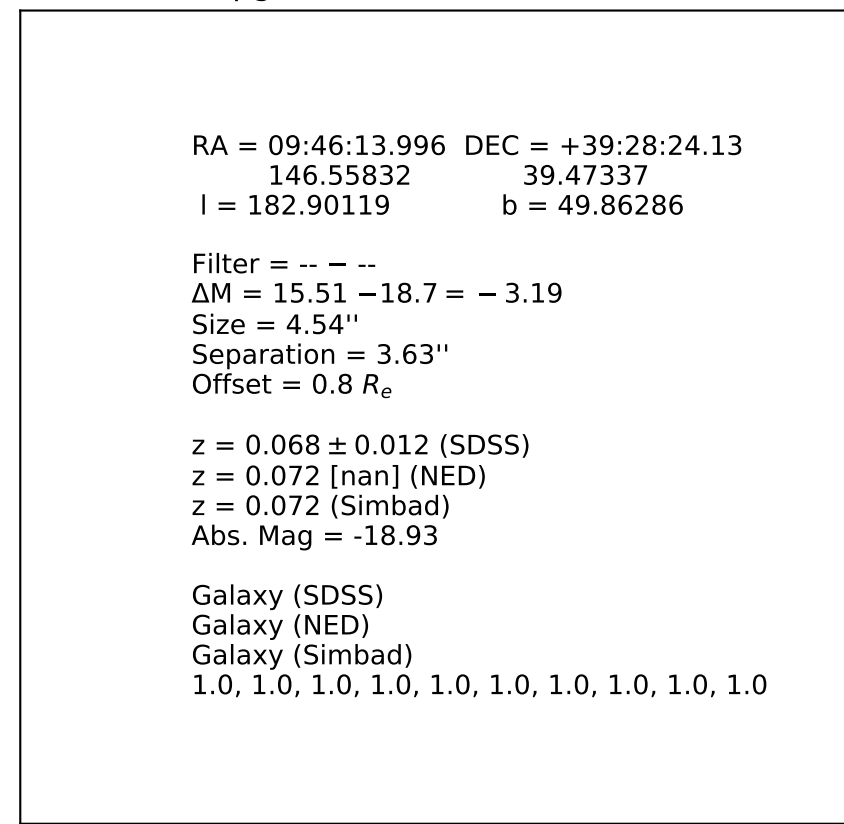 RA = 09:46:13.996 DEC = +39:28:24.13
146.55832 39.47337
l = 182.90119 b = 49.86286
Filter = -- − --
ΔM = 15.51 −18.7 = − 3.19
Size = 4.54''
Separation = 3.63''
Offset = 0.8 Re
z = 0.068 ± 0.012 (SDSS)
z = 0.072 [nan] (NED)
z = 0.072 (Simbad)
Abs. Mag = -18.93
Galaxy (SDSS)
Galaxy (NED)
Galaxy (Simbad)
1.0, 1.0, 1.0, 1.0, 1.0, 1.0, 1.0, 1.0, 1.0, 1.0